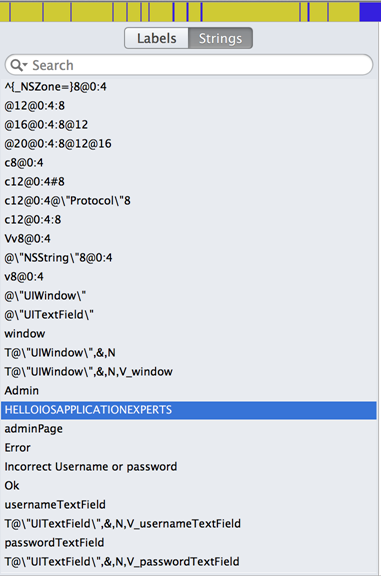 Labels Strings
Search
^{_NSZone=}8@0:4
@12@0:4:8
@16@0:4:8@12
@20@0:4:8@12@16
c8@0:4
c12@0:4#8
c12@0:4@\"Protocol\"8
c12@0:4:8
Vv8@0:4
@\"NSString\"8@0:4
v8@0:4
@\"UIWindow\"
@\"UITextField\"
window
T@\"UIWindow\",&,N
T@\"UIWindow\",&,N,V_window
Admin
HELLOIOSAPPLICATIONEXPERTS
adminPage
Error
Incorrect Username or password
Ok
usernameTextField
T@\"UITextField\",&,N,V_usernameTextField
passwordTextField
T@\"UITextField\",&,N,V_passwordTextField